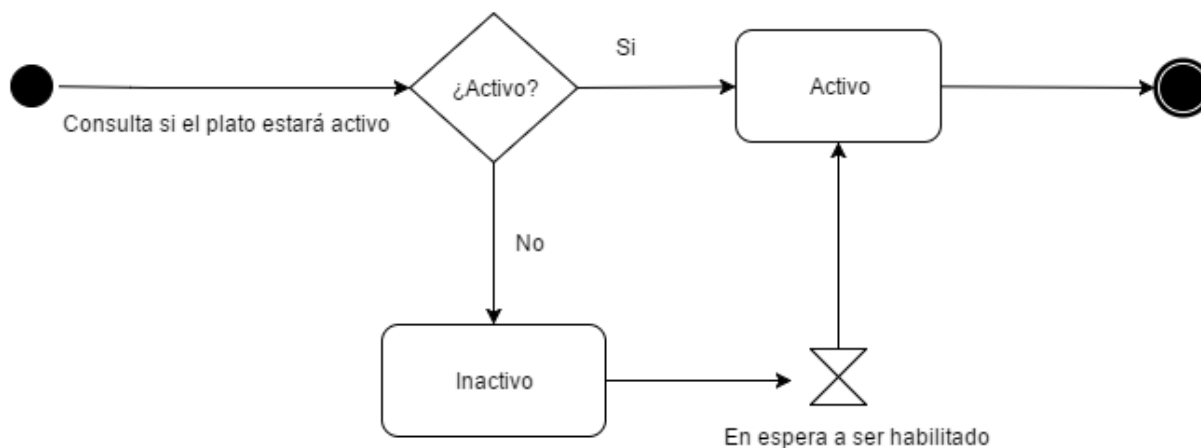 Si
¿Activo?
Activo
Consulta si el plato estará activo
No
Inactivo
En espera a ser habilitado